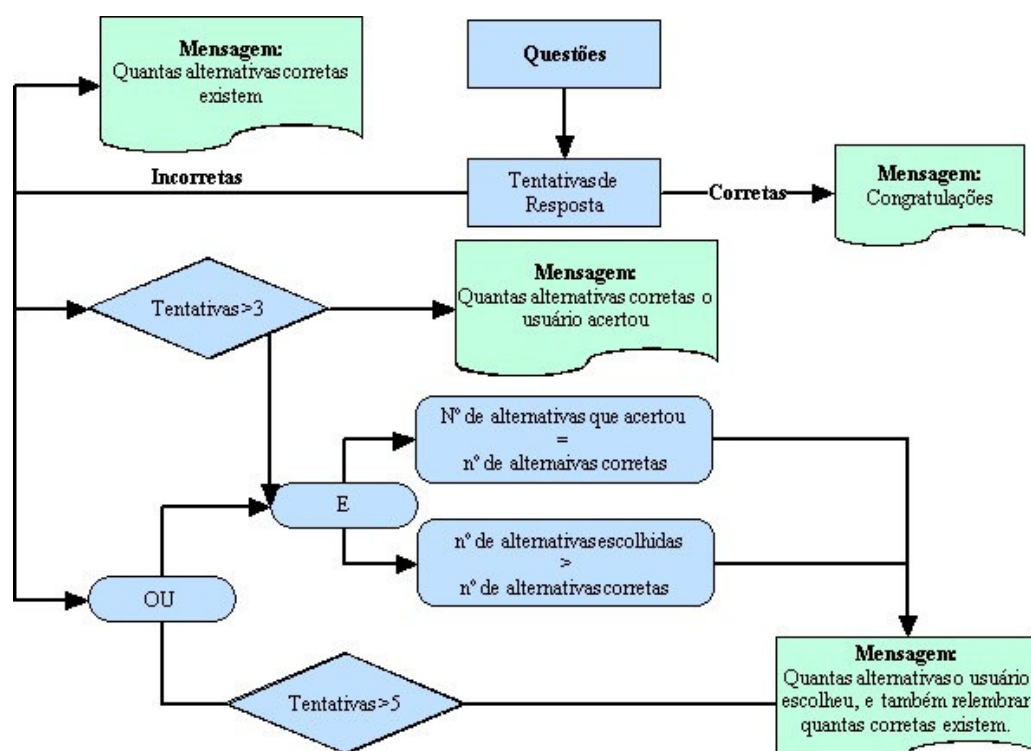 Mensagem:
Quantas alternativas corretas
existem
Questões
Incorretas
Tentativas de
Resposta
Corretas
Mensagem:
Congratulações
Tentativas>3
Mensagem:
Quantas alternativas corretas o
usuário acertou
Nº de alternativas que acertou
=
nº de alternaivas corretas
E
nº de alternativas escolhidas
>
nº de alternativas corretas
OU
Tentativas>5
Mensagem:
Quantas alternativas o usuário
escolheu, e também relembrar
quantas corretas existem.